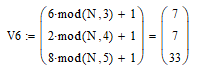 V6 := ( 6·mod(N,3) + 1
2·mod(N,4) + 1
8·mod(N,5) + 1 ) = ( 7
7
33 )